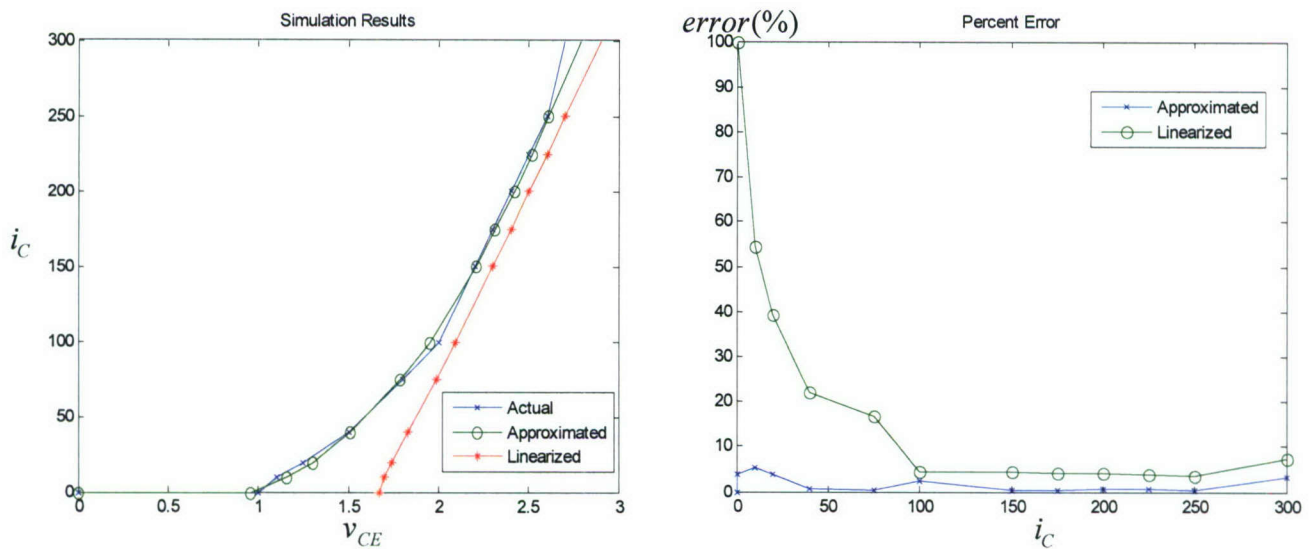 Simulation Results
300
250
200
150
100
50
0
i_C
0
0.5
1
1.5
2
2.5
3
v_CE
Actual
Approximated
Linearized
error(%)
Percent Error
100
90
80
70
60
50
40
30
20
10
0
0
50
100
150
200
250
300
i_C
Approximated
Linearized